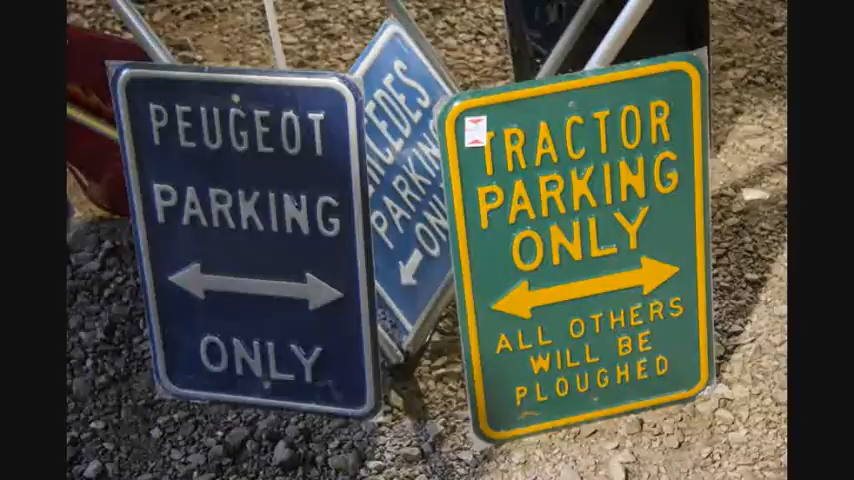 PEUGEOT
PARKING
ONLY
PARKING
ONLY
TRACTOR
PARKING
ONLY
ALL OTHERS
WILL BE
PLOUGHED